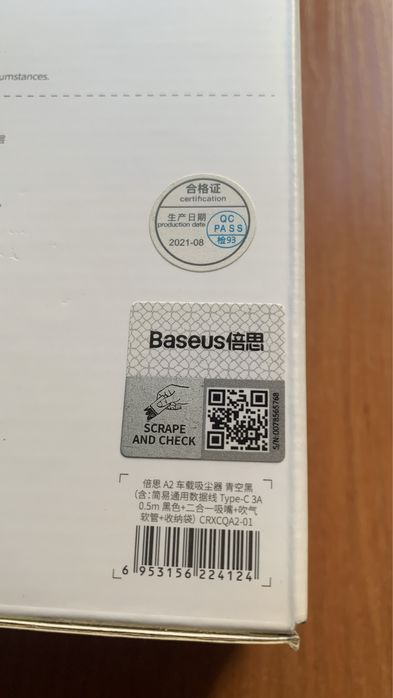 umstances.
合格证
certification
生产日期
production date
2021-08
QC
PASS
检93
Baseus倍思
SCRAPE
AND CHECK
S/N:0078565768
倍思 A2 车载吸尘器 青空黑
(含:简易通用数据线 Type-C 3A
0.5m 黑色+二合一吸嘴+吹气
软管+收纳袋) CRXCQA2-01
6 953156 224124